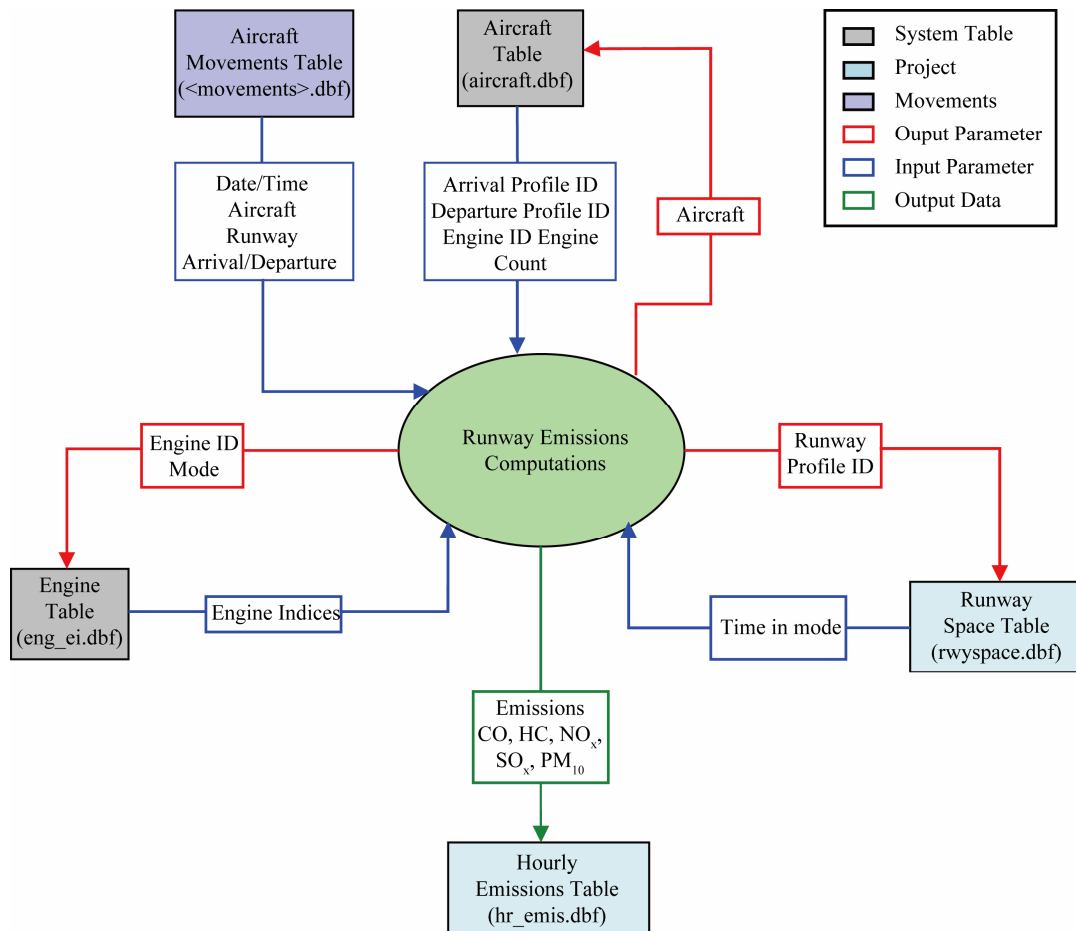 Aircraft
Movements Table
(<movements>.dbf)
Aircraft
Table
(aircraft.dbf)
System Table
Project
Movements
Ouput Parameter
Input Parameter
Output Data
Date/Time
Aircraft
Runway
Arrival/Departure
Arrival Profile ID
Departure Profile ID
Engine ID Engine
Count
Aircraft
Engine ID
Mode
Runway Emissions
Computations
Runway
Profile ID
Engine
Table
(eng_ei.dbf)
Engine Indices
Time in mode
Runway
Space Table
(rwyspace.dbf)
Emissions
CO, HC, NOx,
SOx, PM10
Hourly
Emissions Table
(hr_emis.dbf)